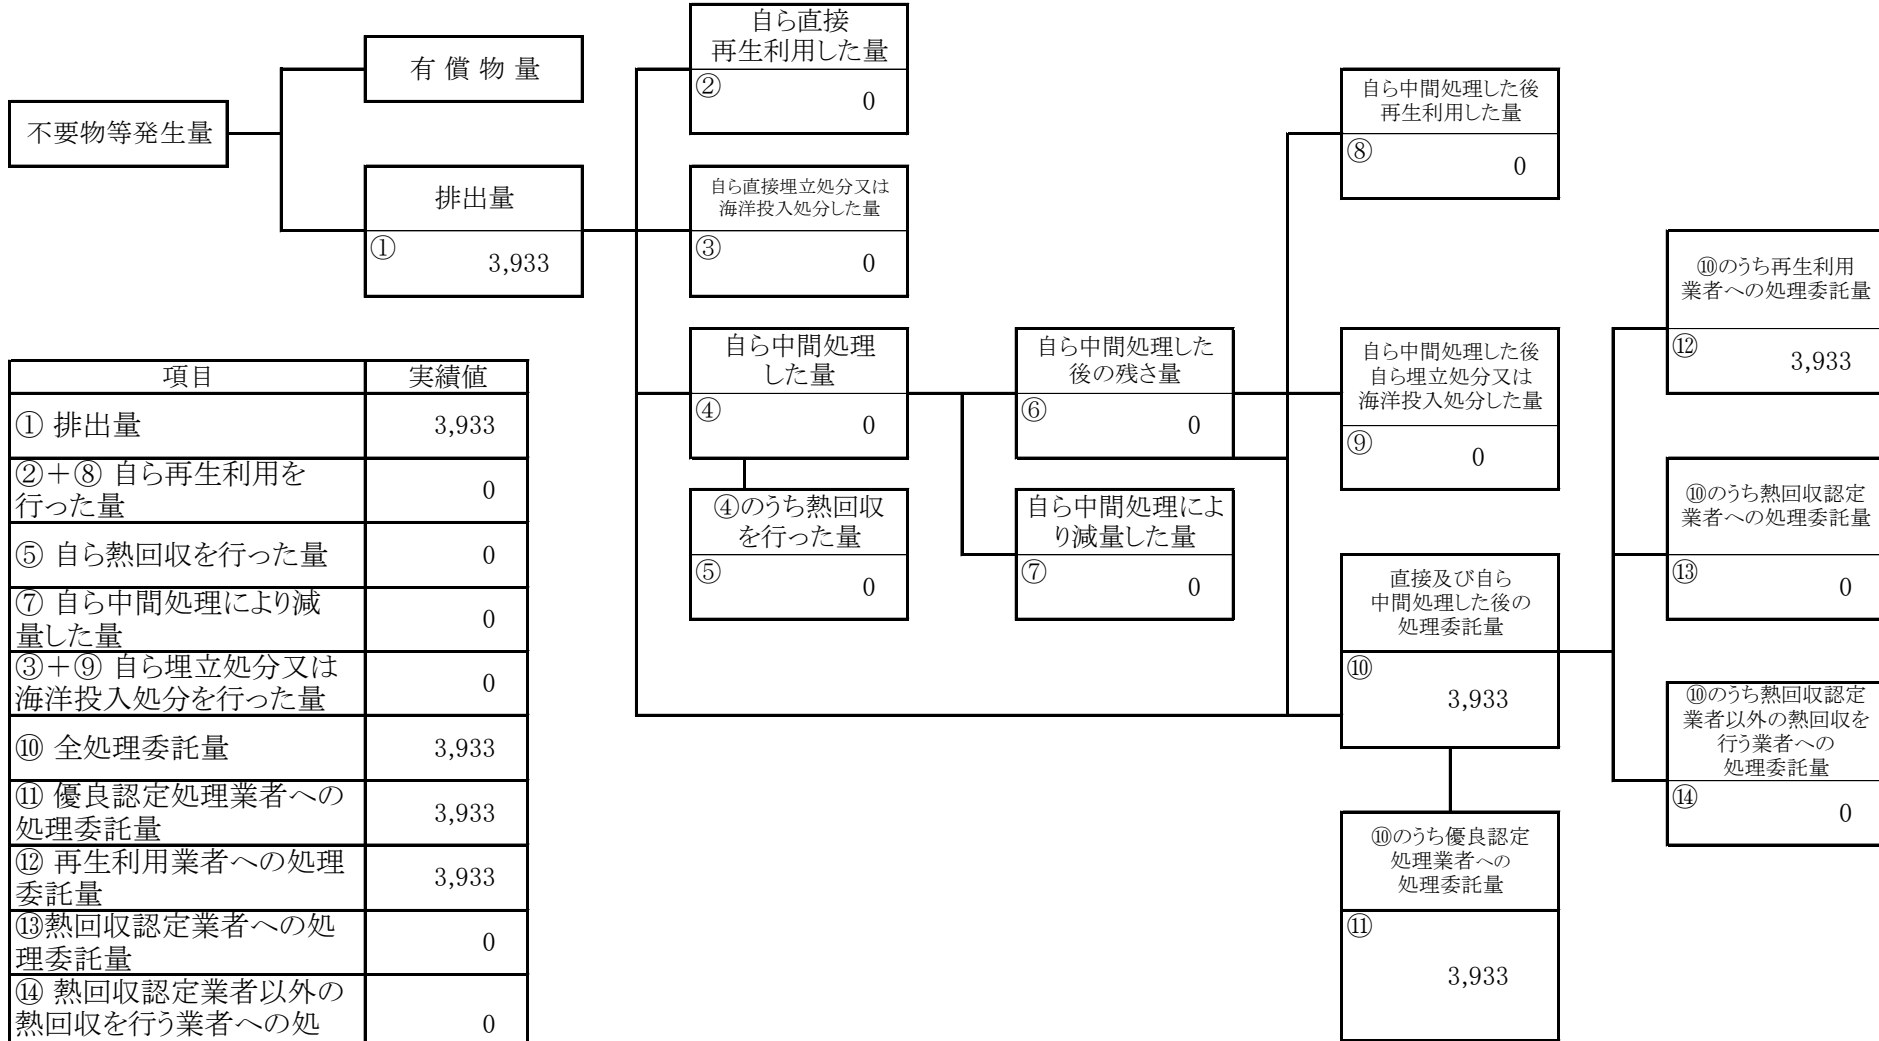 不要物等発生量
有 償 物 量
排出量
①
3,933
自ら直接
再生利用した量
②
0
自ら直接埋立処分又は
海洋投入処分した量
③
0
自ら中間処理
した量
④
0
④のうち熱回収
を行った量
⑤
0
自ら中間処理した
後の残さ量
⑥
0
自ら中間処理によ
り減量した量
⑦
0
自ら中間処理した後
再生利用した量
⑧
0
自ら中間処理した後
自ら埋立処分又は
海洋投入処分した量
⑨
0
直接及び自ら
中間処理した後の
処理委託量
⑩
3,933
⑩のうち優良認定
処理業者への
処理委託量
⑪
3,933
⑩のうち再生利用
業者への処理委託量
⑫
3,933
⑩のうち熱回収認定
業者への処理委託量
⑬
0
⑩のうち熱回収認定
業者以外の熱回収を
行う業者への
処理委託量
⑭
0
項目 実績値
① 排出量 3,933
②+⑧ 自ら再生利用を
行った量 0
⑤ 自ら熱回収を行った量 0
⑦ 自ら中間処理により減
量した量 0
③+⑨ 自ら埋立処分又は
海洋投入処分を行った量 0
⑩ 全処理委託量 3,933
⑪ 優良認定処理業者への
処理委託量 3,933
⑫ 再生利用業者への処理
委託量 3,933
⑬熱回収認定業者への処
理委託量 0
⑭ 熱回収認定業者以外の
熱回収を行う業者への処 0